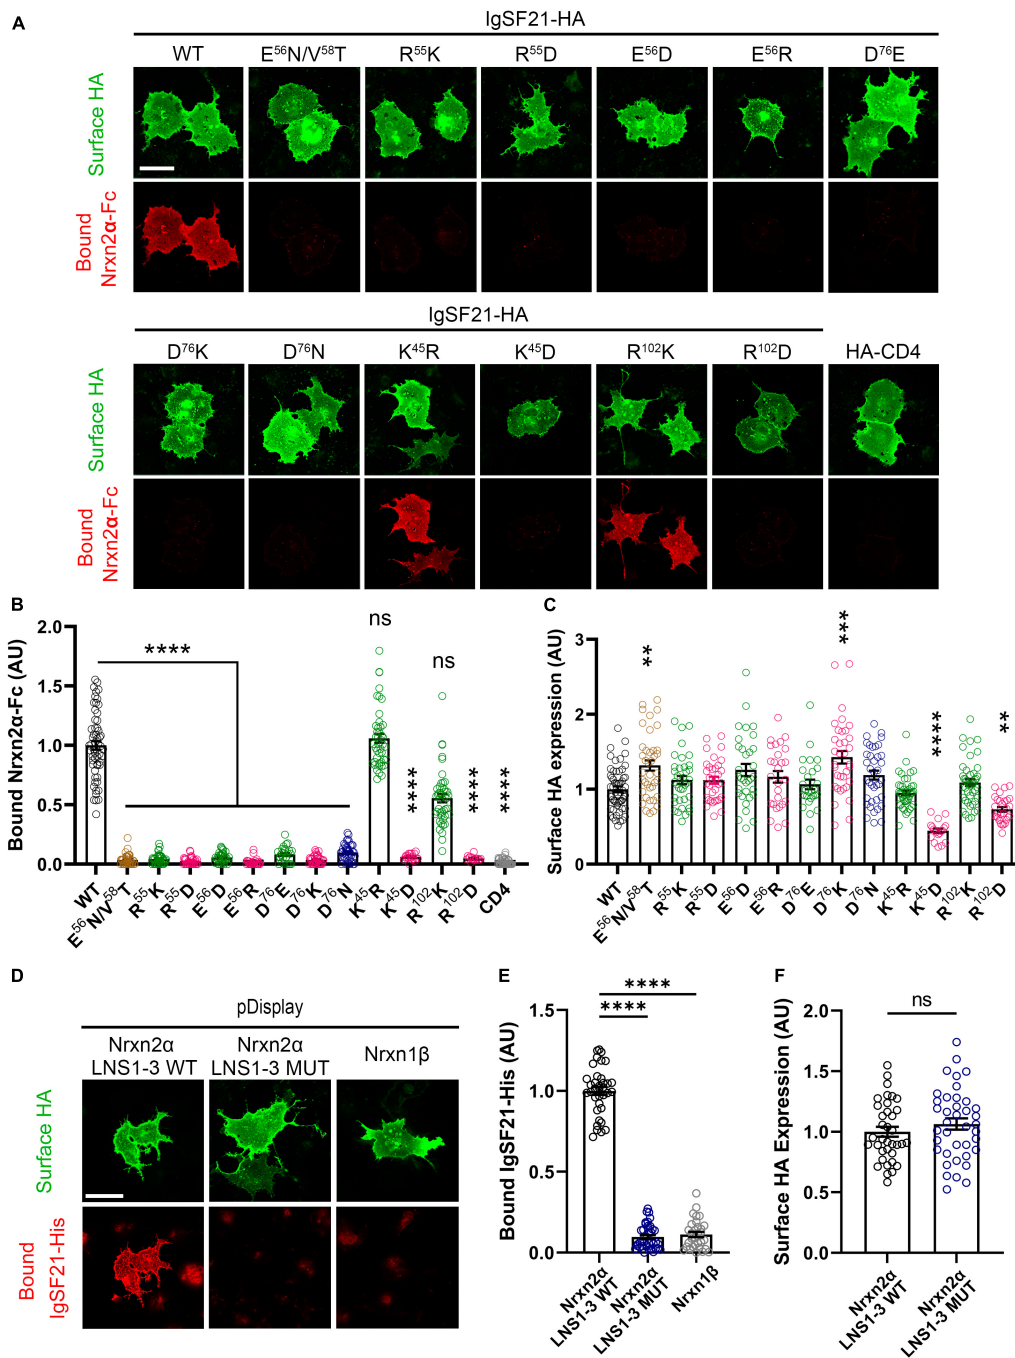 A
IgSF21-HA
WT E⁵⁶N/V⁵⁸T R⁵⁵K R⁵⁵D E⁵⁶D E⁵⁶R D⁷⁶E
Surface HA
Bound Nrxn2α-Fc
IgSF21-HA
D⁷⁶K D⁷⁶N K⁴⁵R K⁴⁵D R¹⁰²K R¹⁰²D HA-CD4
Surface HA
Bound Nrxn2α-Fc
B
Bound Nrxn2α-Fc (AU)
2.0
1.5
1.0
0.5
0.0
****
ns
****
ns
****
****
WT E⁵⁶N/V⁵⁸T R⁵⁵K R⁵⁵D E⁵⁶D E⁵⁶R D⁷⁶E D⁷⁶K D⁷⁶N K⁴⁵R K⁴⁵D R¹⁰²K R¹⁰²D CD4
C
Surface HA expression (AU)
3
2
1
0
**
***
****
**
WT E⁵⁶N/V⁵⁸T R⁵⁵K R⁵⁵D E⁵⁶D E⁵⁶R D⁷⁶E D⁷⁶K D⁷⁶N K⁴⁵R K⁴⁵D R¹⁰²K R¹⁰²D
D
pDisplay
Nrxn2α LNS1-3 WT
Nrxn2α LNS1-3 MUT
Nrxn1β
Surface HA
Bound IgSF21-His
E
Bound IgSF21-His (AU)
1.5
1.0
0.5
0.0
****
****
Nrxn2α LNS1-3 WT
Nrxn2α LNS1-3 MUT
Nrxn1β
F
Surface HA Expression (AU)
2.0
1.5
1.0
0.5
0.0
ns
Nrxn2α LNS1-3 WT
Nrxn2α LNS1-3 MUT